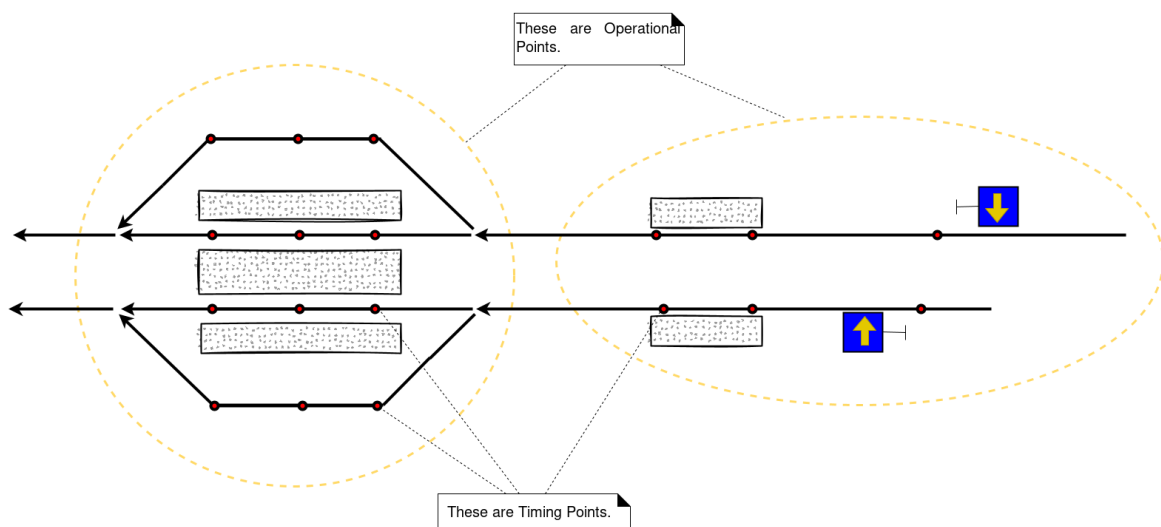 These are Operational
Points.
These are Timing Points.